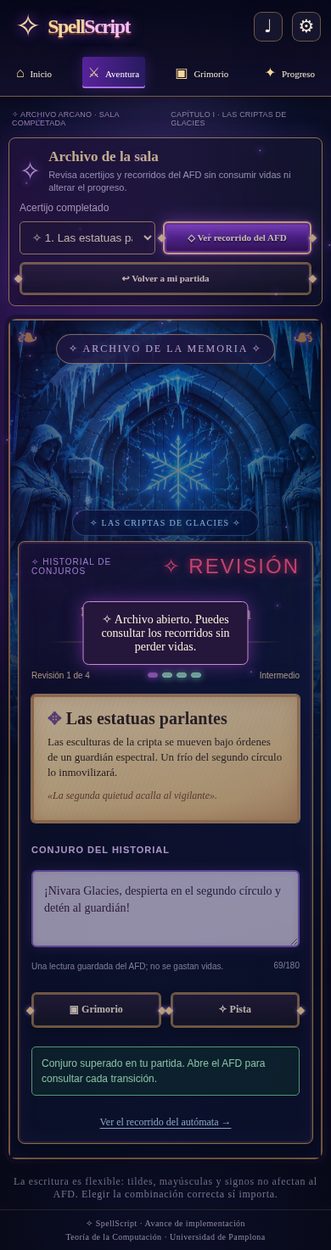 SpellScript
Inicio
Aventura
Grimorio
Progreso
✧ ARCHIVO ARCANO · SALA COMPLETADA
CAPÍTULO I · LAS CRIPTAS DE GLACIES
Archivo de la sala
Revisa acertijos y recorridos del AFD sin consumir vidas ni
alterar el progreso.
Acertijo completado
✧ 1. Las estatuas pa
◇ Ver recorrido del AFD
↩ Volver a mi partida
✧ ARCHIVO DE LA MEMORIA ✧
✧ LAS CRIPTAS DE GLACIES ✧
✧ HISTORIAL DE
CONJUROS
✧ REVISIÓN
✧ Archivo abierto. Puedes
consultar los recorridos sin
perder vidas.
Revisión 1 de 4
Intermedio
Las estatuas parlantes
Las esculturas de la cripta se mueven bajo órdenes
de un guardián espectral. Un frío del segundo círculo
lo inmovilizará.
«La segunda quietud acalla al vigilante».
CONJURO DEL HISTORIAL
¡Nivara Glacies, despierta en el segundo círculo y
detén al guardián!
Una lectura guardada del AFD; no se gastan vidas.
69/180
▣ Grimorio
✧ Pista
Conjuro superado en tu partida. Abre el AFD para
consultar cada transición.
Ver el recorrido del autómata →
La escritura es flexible: tildes, mayúsculas y signos no afectan al
AFD. Elegir la combinación correcta sí importa.
✧ SpellScript · Avance de implementación
Teoría de la Computación · Universidad de Pamplona